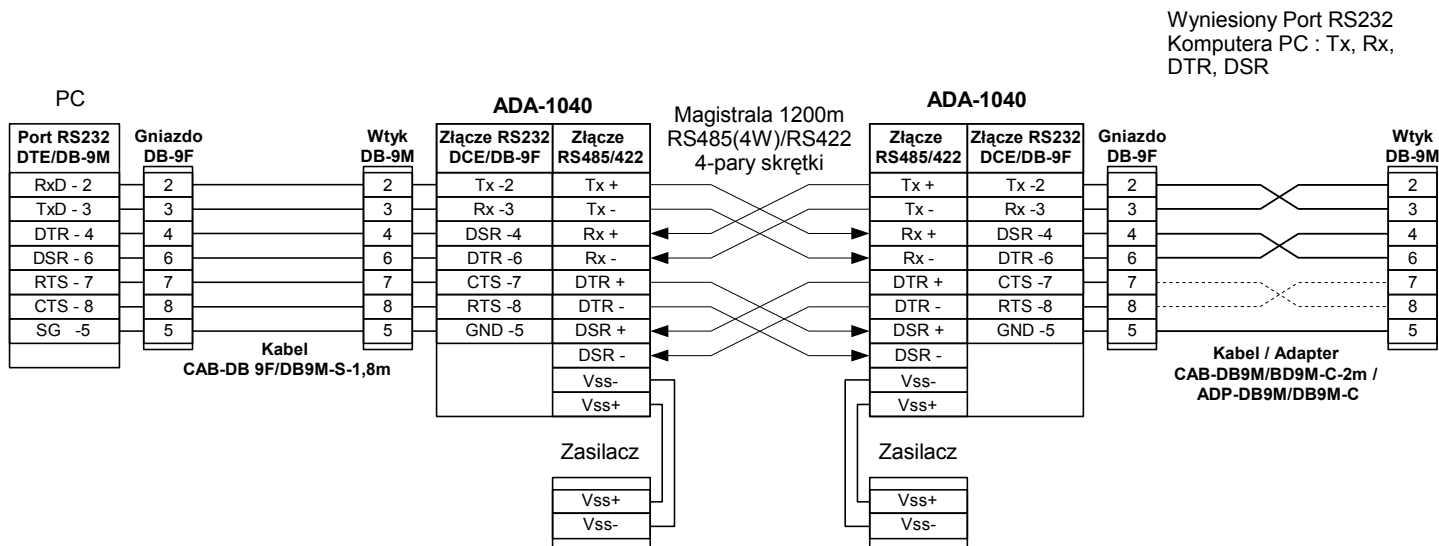 Wyniesiony Port RS232
Komputera PC : Tx, Rx,
DTR, DSR
PC
Port RS232
DTE/DB-9M
RxD - 2
TxD - 3
DTR - 4
DSR - 6
RTS - 7
CTS - 8
SG -5
Gniazdo
DB-9F
2
3
4
6
7
8
5
Kabel
CAB-DB 9F/DB9M-S-1,8m
Wtyk
DB-9M
2
3
4
6
7
8
5
ADA-1040
Złącze RS232
DCE/DB-9F
Tx -2
Rx -3
DSR -4
DTR -6
CTS -7
RTS -8
GND -5
Złącze
RS485/422
Tx +
Tx -
Rx +
Rx -
DTR +
DTR -
DSR +
DSR -
Vss-
Vss+
Zasilacz
Vss+
Vss-
Magistrala 1200m
RS485(4W)/RS422
4-pary skrętki
ADA-1040
Złącze
RS485/422
Tx +
Tx -
Rx +
Rx -
DTR +
DTR -
DSR +
DSR -
Vss-
Vss+
Złącze RS232
DCE/DB-9F
Tx -2
Rx -3
DSR -4
DTR -6
CTS -7
RTS -8
GND -5
Zasilacz
Vss+
Vss-
Gniazdo
DB-9F
2
3
4
6
7
8
5
Wtyk
DB-9M
2
3
4
6
7
8
5
Kabel / Adapter
CAB-DB9M/BD9M-C-2m /
ADP-DB9M/DB9M-C